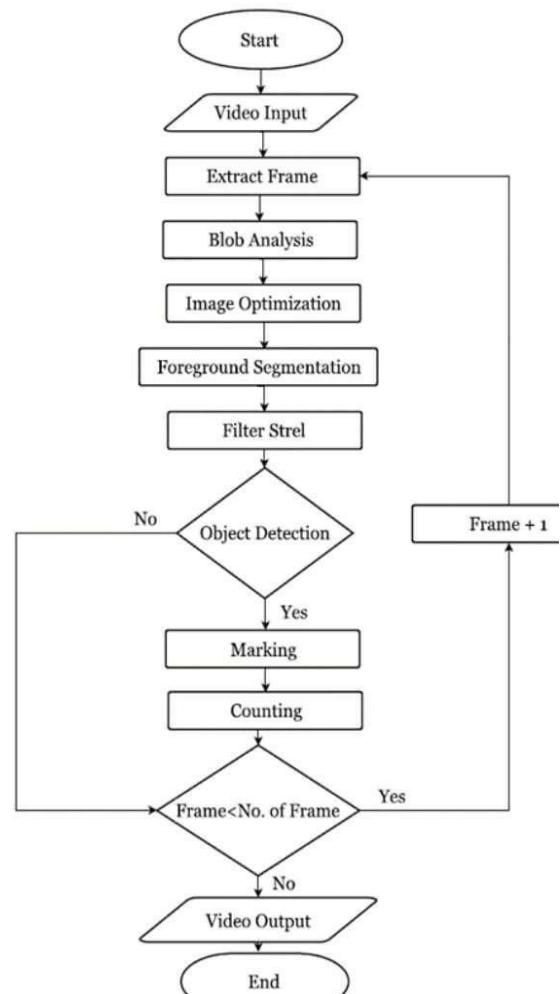 Start
Video Input
Extract Frame
Blob Analysis
Image Optimization
Foreground Segmentation
Filter Strel
No
Object Detection
Frame + 1
Yes
Marking
Counting
Frame<No. of Frame
Yes
No
Video Output
End